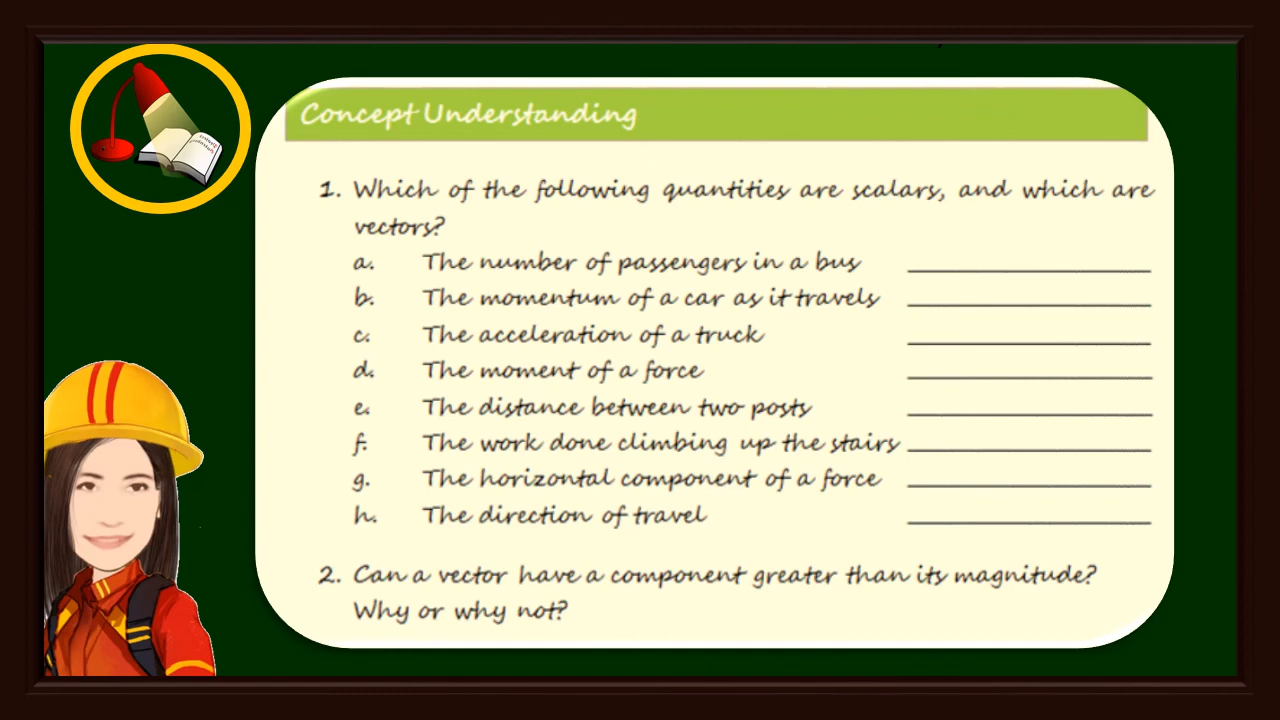 Concept Understanding
1. Which of the following quantities are scalars, and which are
vectors?
a. The number of passengers in a bus
b. The momentum of a car as it travels
c. The acceleration of a truck
d. The moment of a force
e. The distance between two posts
f. The work done climbing up the stairs
g. The horizontal component of a force
h. The direction of travel
2. Can a vector have a component greater than its magnitude?
Why or why not?